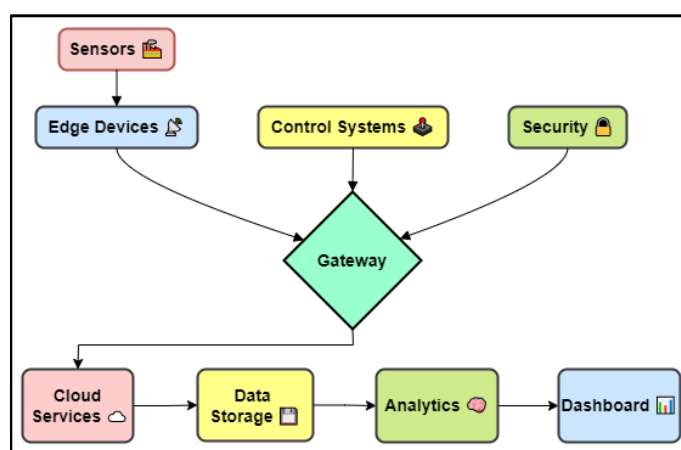 Sensors 🏭
Edge Devices 📡
Control Systems 🕹️
Security 🔒
Gateway
Cloud
Services ☁️
Data
Storage 💾
Analytics 🧠
Dashboard 📊